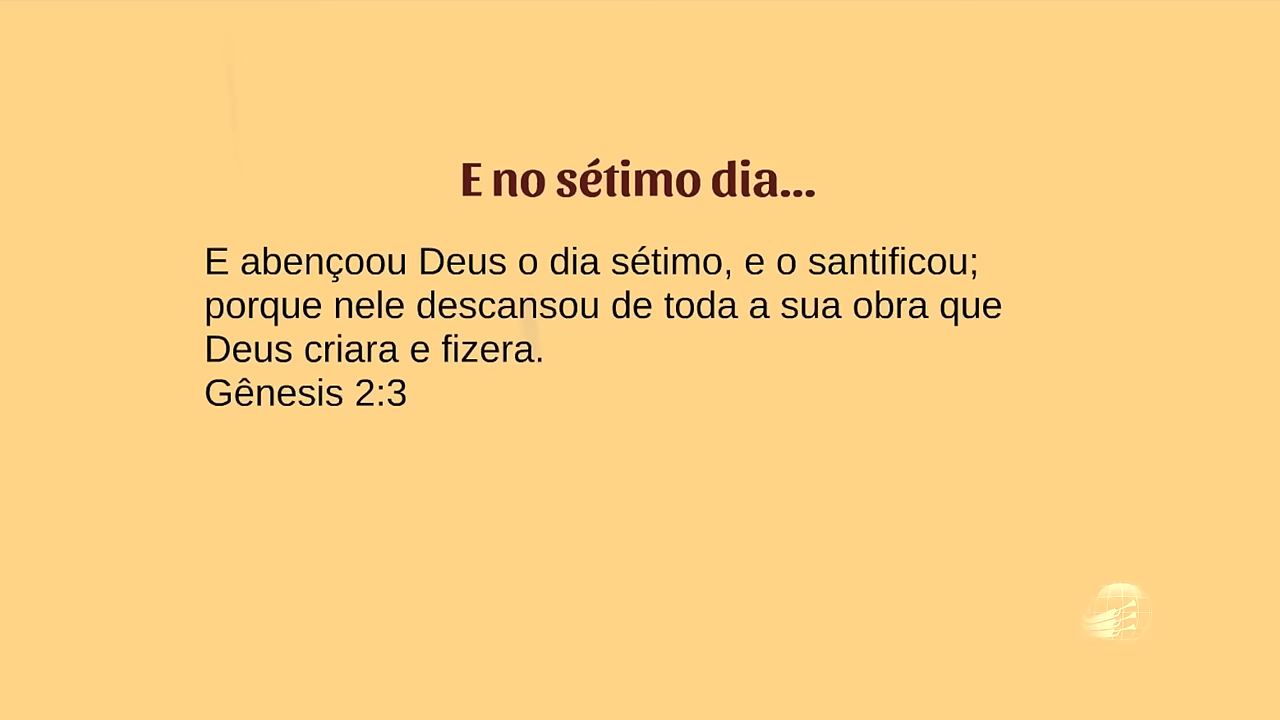 E no sétimo dia...
E abençoou Deus o dia sétimo, e o santificou;
porque nele descansou de toda a sua obra que
Deus criara e fizera.
Gênesis 2:3